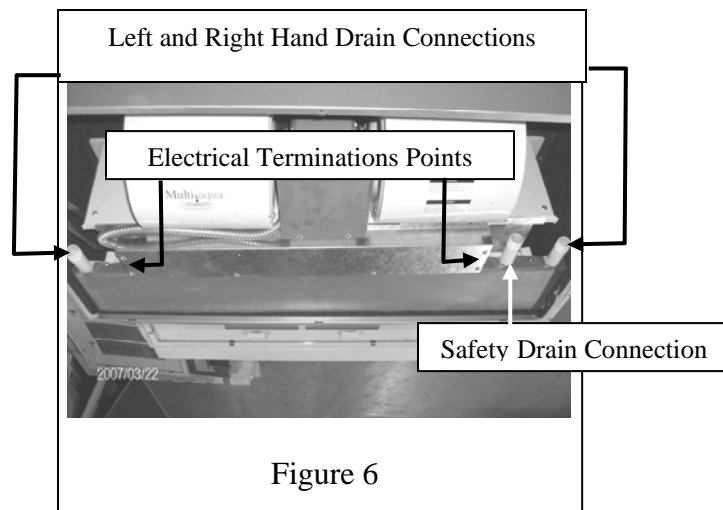 Left and Right Hand Drain Connections
Electrical Terminations Points
Multiaqua
Safety Drain Connection
2007/03/22
Figure 6